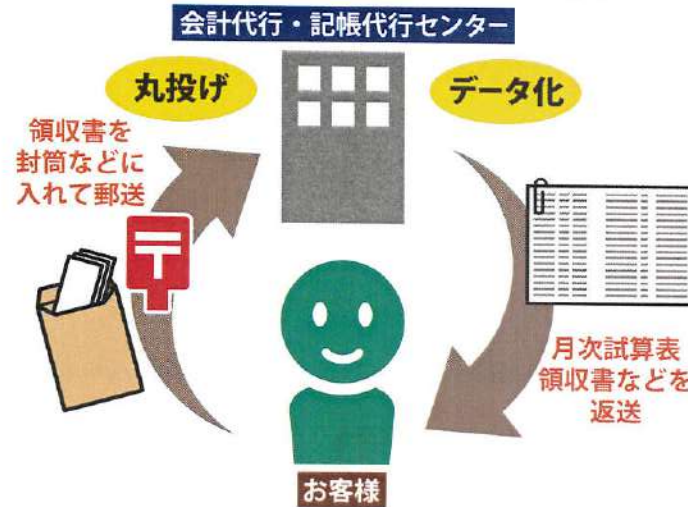 会計代行・記帳代行センター
丸投げ
データ化
領収書を
封筒などに
入れて郵送
月次試算表
領収書などを
返送
お客様